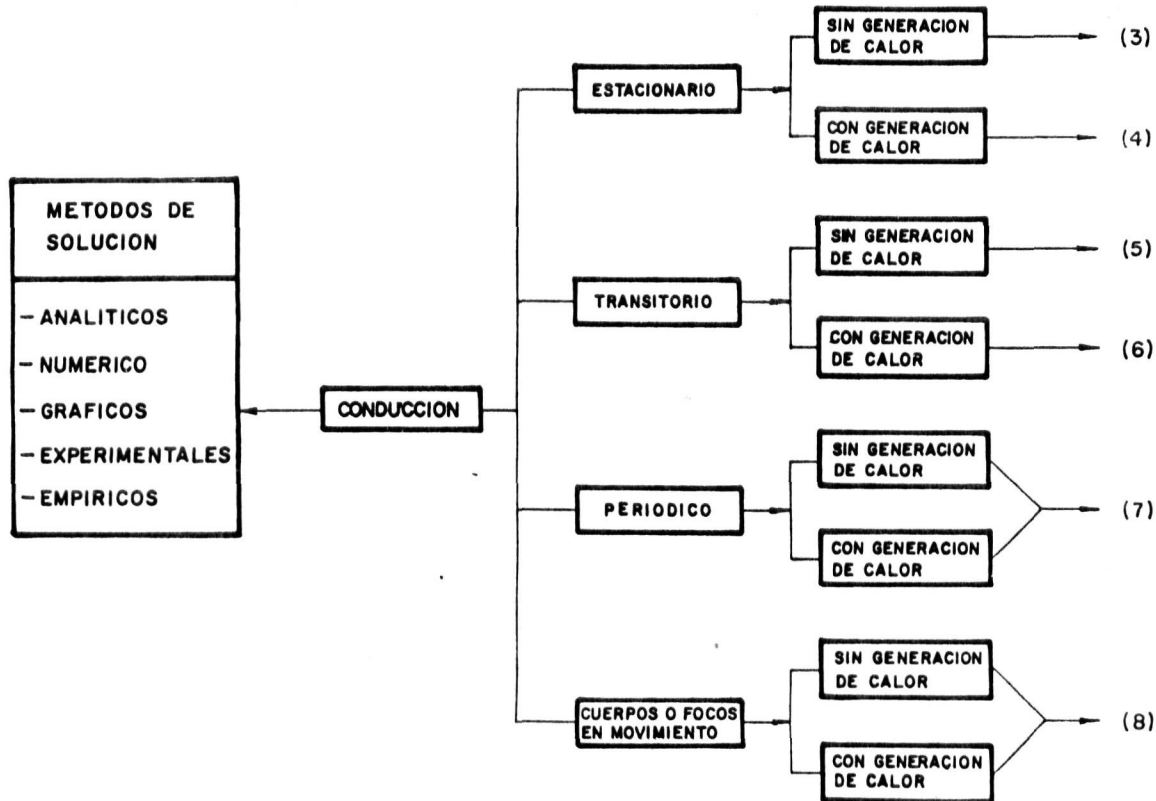 METODOS DE
SOLUCION
- ANALITICOS
- NUMERICO
- GRAFICOS
- EXPERIMENTALES
- EMPIRICOS
CONDUCCION
ESTACIONARIO
SIN GENERACION
DE CALOR
(3)
CON GENERACION
DE CALOR
(4)
TRANSITORIO
SIN GENERACION
DE CALOR
(5)
CON GENERACION
DE CALOR
(6)
PERIODICO
SIN GENERACION
DE CALOR
CON GENERACION
DE CALOR
(7)
CUERPOS O FOCOS
EN MOVIMIENTO
SIN GENERACION
DE CALOR
CON GENERACION
DE CALOR
(8)